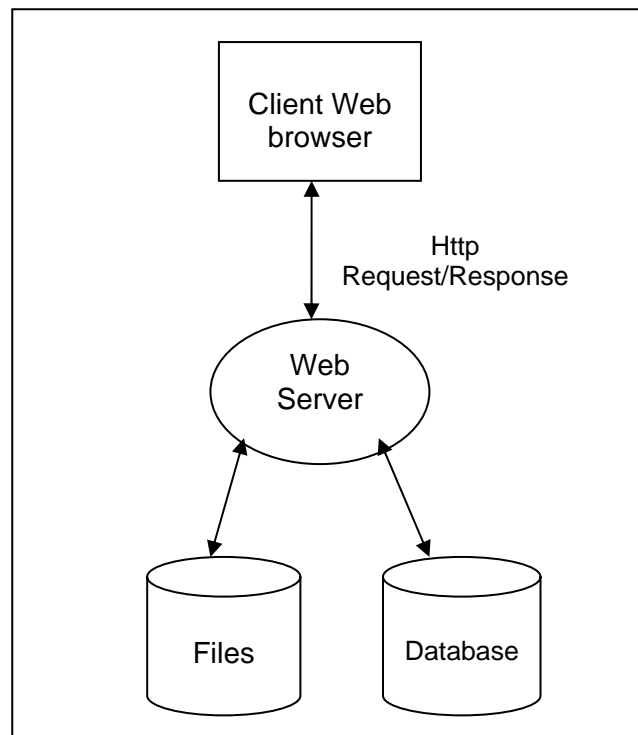 Client Web
browser
Http
Request/Response
Web
Server
Files
Database